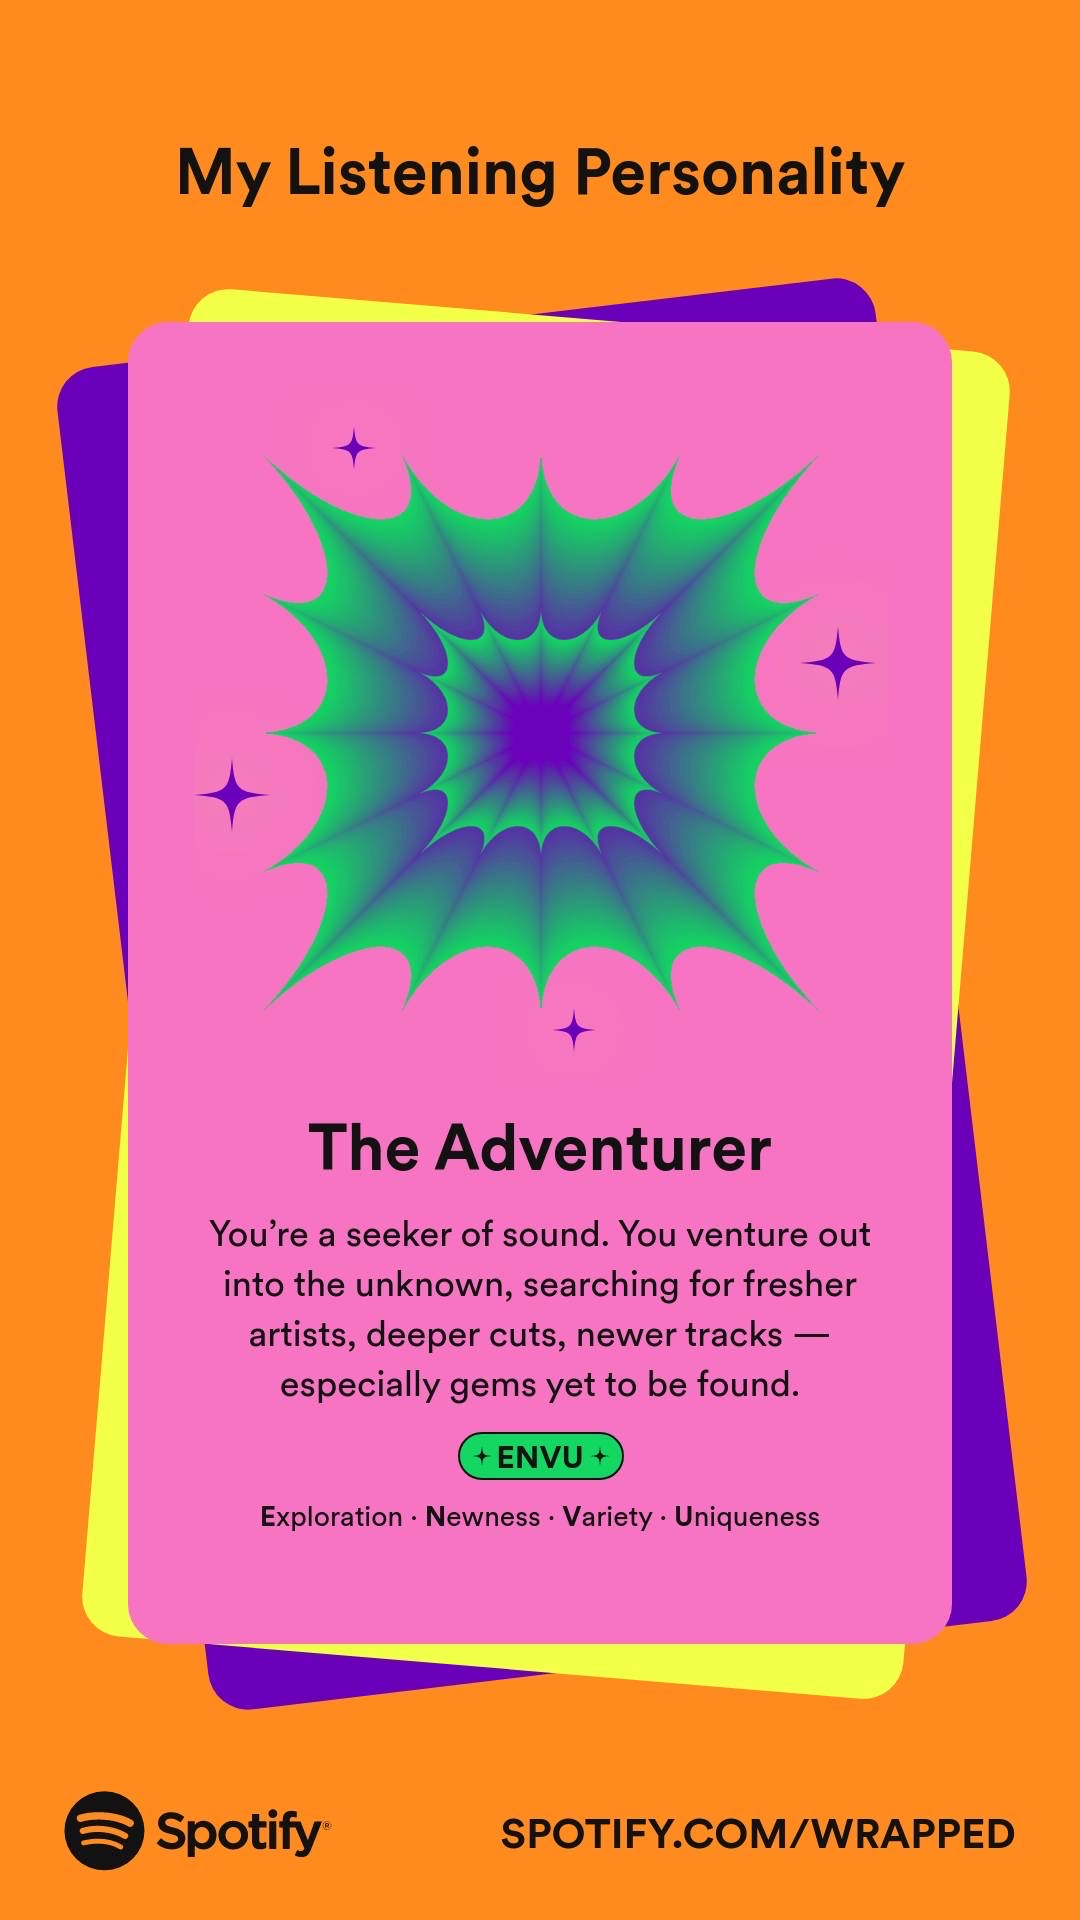 My Listening Personality
The Adventurer
You’re a seeker of sound. You venture out
into the unknown, searching for fresher
artists, deeper cuts, newer tracks —
especially gems yet to be found.
ENVU
Exploration · Newness · Variety · Uniqueness
Spotify®
SPOTIFY.COM/WRAPPED